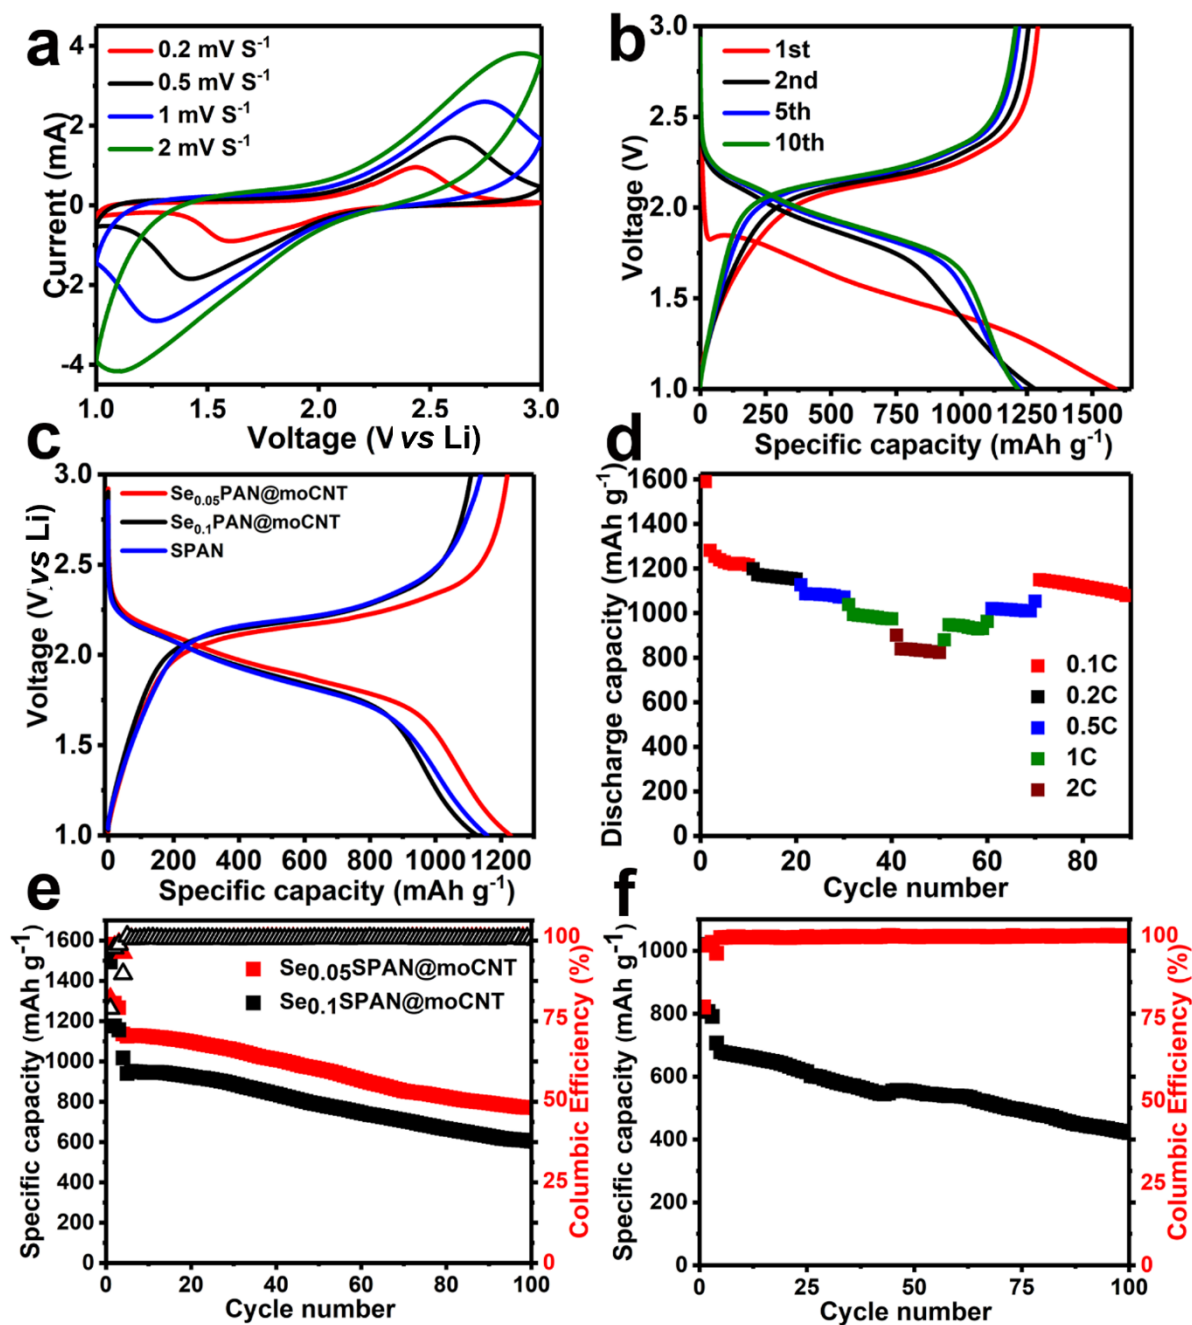 a
0.2 mV S⁻¹
0.5 mV S⁻¹
1 mV S⁻¹
2 mV S⁻¹
Current (mA)
4
2
0
-2
-4
1.0 1.5 2.0 2.5 3.0
Voltage (V vs Li)
b
1st
2nd
5th
10th
Voltage (V)
3.0
2.5
2.0
1.5
1.0
0 250 500 750 1000 1250 1500
Specific capacity (mAh g⁻¹)
c
Se₀.₀₅PAN@moCNT
Se₀.₁PAN@moCNT
SPAN
Voltage (V. vs Li)
3.0
2.5
2.0
1.5
1.0
0 200 400 600 800 1000 1200
Specific capacity (mAh g⁻¹)
d
Discharge capacity (mAh g⁻¹)
1600
1400
1200
1000
800
600
400
200
0
0.1C
0.2C
0.5C
1C
2C
0 20 40 60 80
Cycle number
e
Se₀.₀₅SPAN@moCNT
Se₀.₁SPAN@moCNT
Specific capacity (mAh g⁻¹)
1600
1400
1200
1000
800
600
400
200
0
100
75
50
25
0
Columbic Efficiency (%)
0 20 40 60 80 100
Cycle number
f
Specific capacity (mAh g⁻¹)
1000
800
600
400
200
0
100
75
50
25
0
Columbic Efficiency (%)
0 25 50 75 100
Cycle number